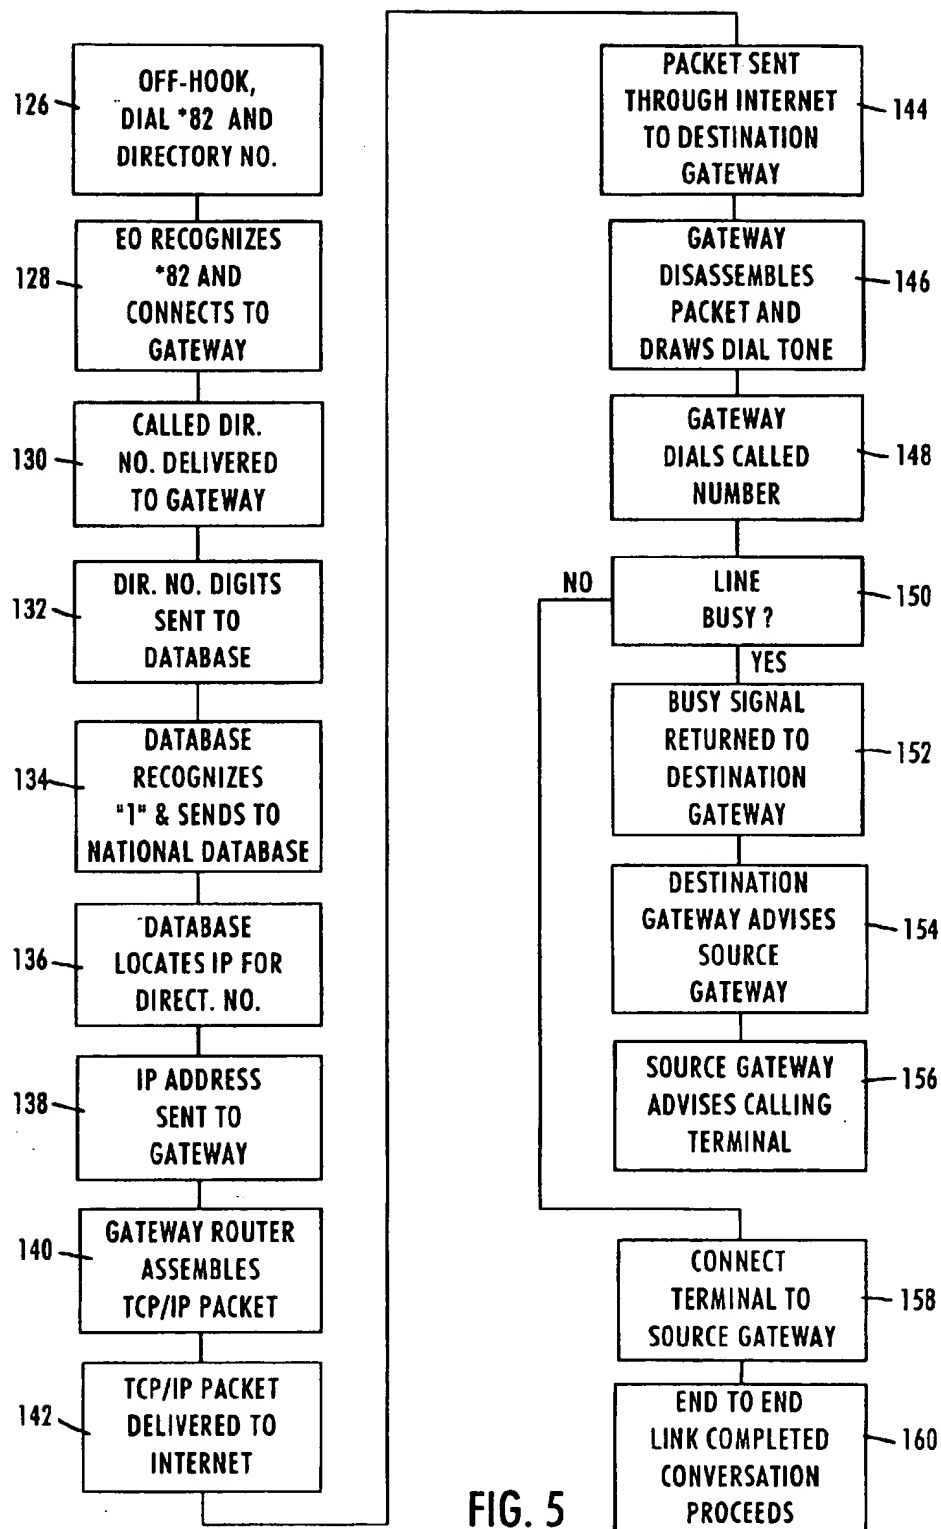 OFF-HOOK,
DIAL *82 AND
DIRECTORY NO.
126
EO RECOGNIZES
*82 AND
CONNECTS TO
GATEWAY
128
CALLED DIR.
NO. DELIVERED
TO GATEWAY
130
DIR. NO. DIGITS
SENT TO
DATABASE
132
DATABASE
RECOGNIZES
"1" & SENDS TO
NATIONAL DATABASE
134
DATABASE
LOCATES IP FOR
DIRECT. NO.
136
IP ADDRESS
SENT TO
GATEWAY
138
GATEWAY ROUTER
ASSEMBLES
TCP/IP PACKET
140
TCP/IP PACKET
DELIVERED TO
INTERNET
142
PACKET SENT
THROUGH INTERNET
TO DESTINATION
GATEWAY
144
GATEWAY
DISASSEMBLES
PACKET AND
DRAWS DIAL TONE
146
GATEWAY
DIALS CALLED
NUMBER
148
LINE
BUSY ?
150
NO
YES
BUSY SIGNAL
RETURNED TO
DESTINATION
GATEWAY
152
DESTINATION
GATEWAY ADVISES
SOURCE
GATEWAY
154
SOURCE GATEWAY
ADVISES CALLING
TERMINAL
156
CONNECT
TERMINAL TO
SOURCE GATEWAY
158
END TO END
LINK COMPLETED
CONVERSATION
PROCEEDS
160
FIG. 5